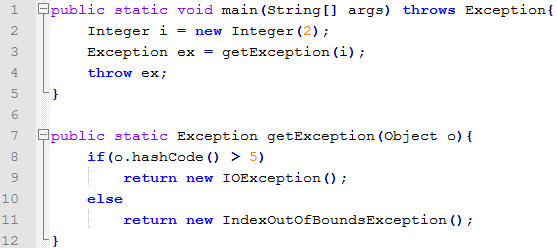 1 public static void main(String[] args) throws Exception{
2 Integer i = new Integer(2);
3 Exception ex = getException(i);
4 throw ex;
5 }
6
7 public static Exception getException(Object o){
8 if(o.hashCode() > 5)
9 return new IOException();
10 else
11 return new IndexOutOfBoundsException();
12 }